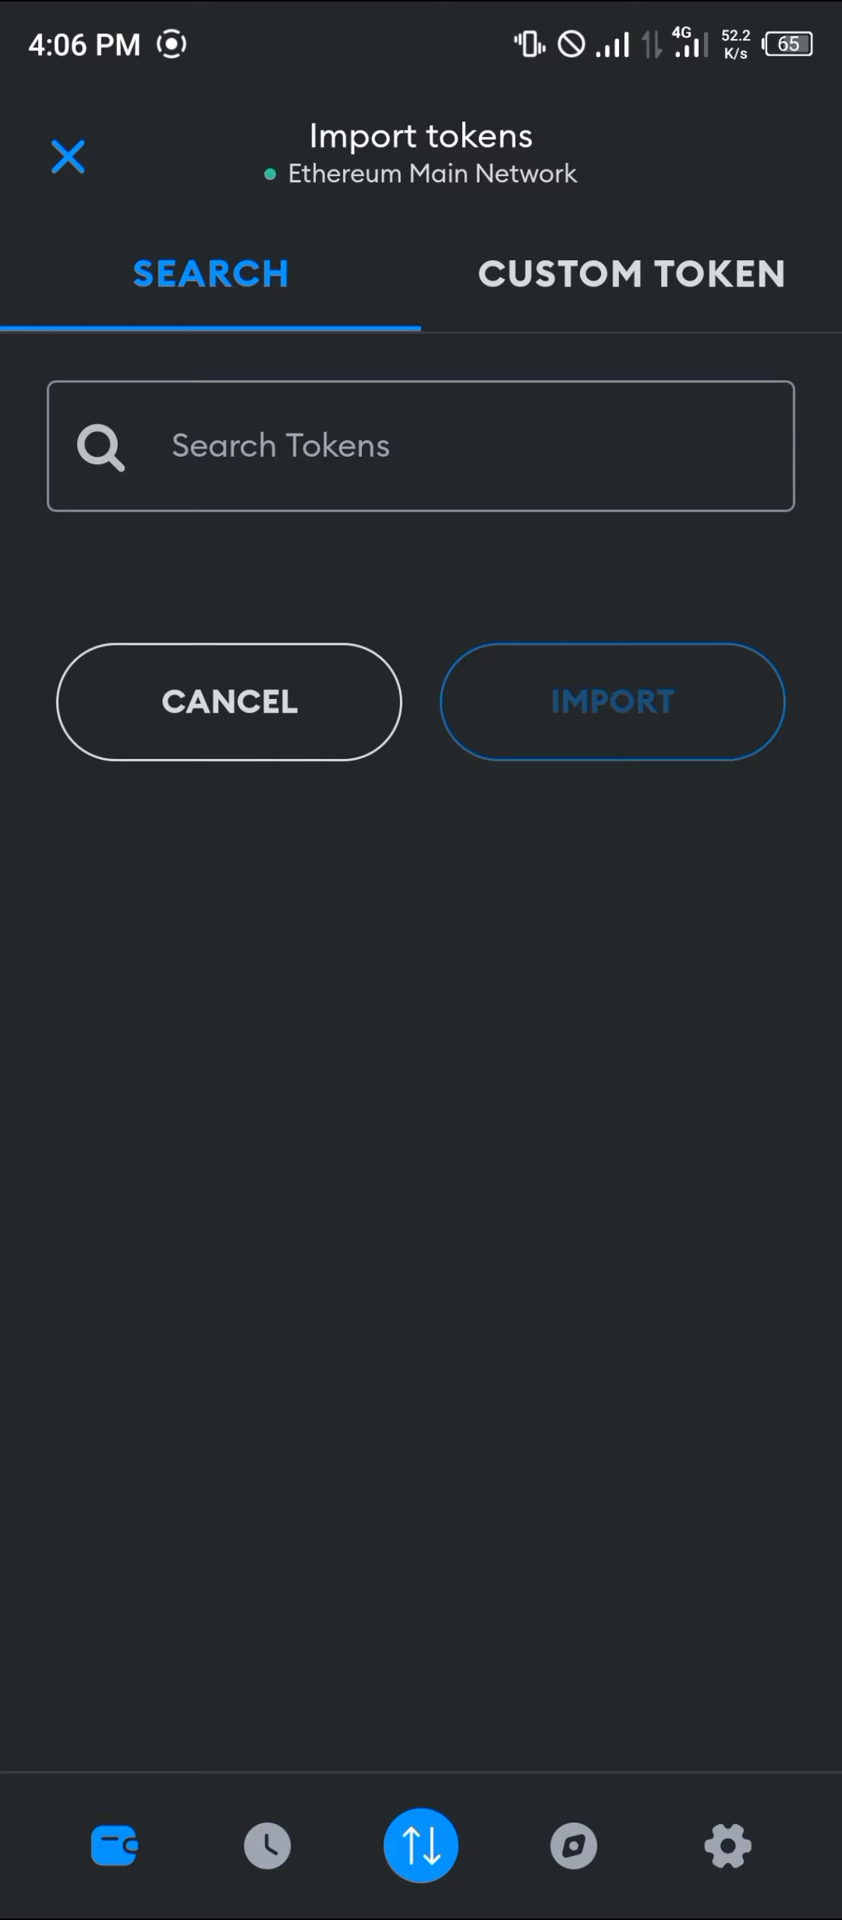 4:06 PM 4G 52.2 K/s 65
Import tokens
Ethereum Main Network
SEARCH CUSTOM TOKEN
Search Tokens
CANCEL IMPORT